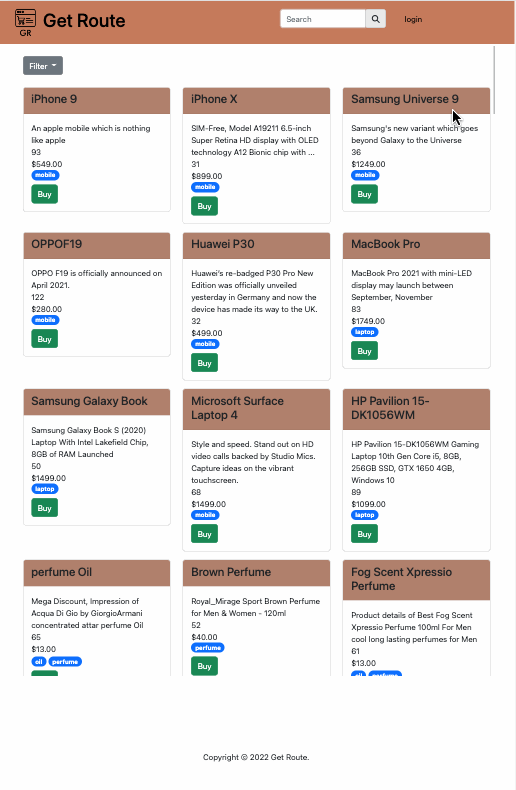 GR
Get Route
Search
login
Filter
iPhone 9
An apple mobile which is nothing
like apple
93
$549.00
mobile
Buy
iPhone X
SIM-Free, Model A19211 6.5-inch
Super Retina HD display with OLED
technology A12 Bionic chip with ...
31
$899.00
mobile
Buy
Samsung Universe 9
Samsung's new variant which goes
beyond Galaxy to the Universe
36
$1249.00
mobile
Buy
OPPOF19
OPPO F19 is officially announced on
April 2021.
122
$280.00
mobile
Buy
Huawei P30
Huawei's re-badged P30 Pro New
Edition was officially unveiled
yesterday in Germany and now the
device has made its way to the UK.
32
$499.00
mobile
Buy
MacBook Pro
MacBook Pro 2021 with mini-LED
display may launch between
September, November
83
$1749.00
laptop
Buy
Samsung Galaxy Book
Samsung Galaxy Book S (2020)
Laptop With Intel Lakefield Chip,
8GB of RAM Launched
50
$1499.00
laptop
Buy
Microsoft Surface
Laptop 4
Style and speed. Stand out on HD
video calls backed by Studio Mics.
Capture ideas on the vibrant
touchscreen.
68
$1499.00
mobile
Buy
HP Pavilion 15-
DK1056WM
HP Pavilion 15-DK1056WM Gaming
Laptop 10th Gen Core i5, 8GB,
256GB SSD, GTX 1650 4GB,
Windows 10
89
$1099.00
laptop
Buy
perfume Oil
Mega Discount, Impression of
Acqua Di Gio by GiorgioArmani
concentrated attar perfume Oil
65
$13.00
oil perfume
Brown Perfume
Royal_Mirage Sport Brown Perfume
for Men & Women - 120ml
52
$40.00
perfume
Buy
Fog Scent Xpressio
Perfume
Product details of Best Fog Scent
Xpressio Perfume 100ml For Men
cool long lasting perfumes for Men
61
$13.00
oil perfume
Copyright © 2022 Get Route.